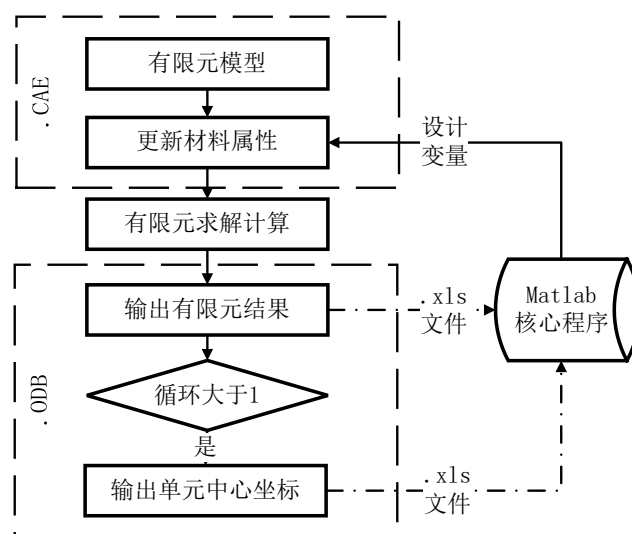 .CAE
有限元模型
更新材料属性
设计
变量
有限元求解计算
.ODB
输出有限元结果
.xls
文件
Matlab
核心程序
循环大于1
是
输出单元中心坐标
.xls
文件